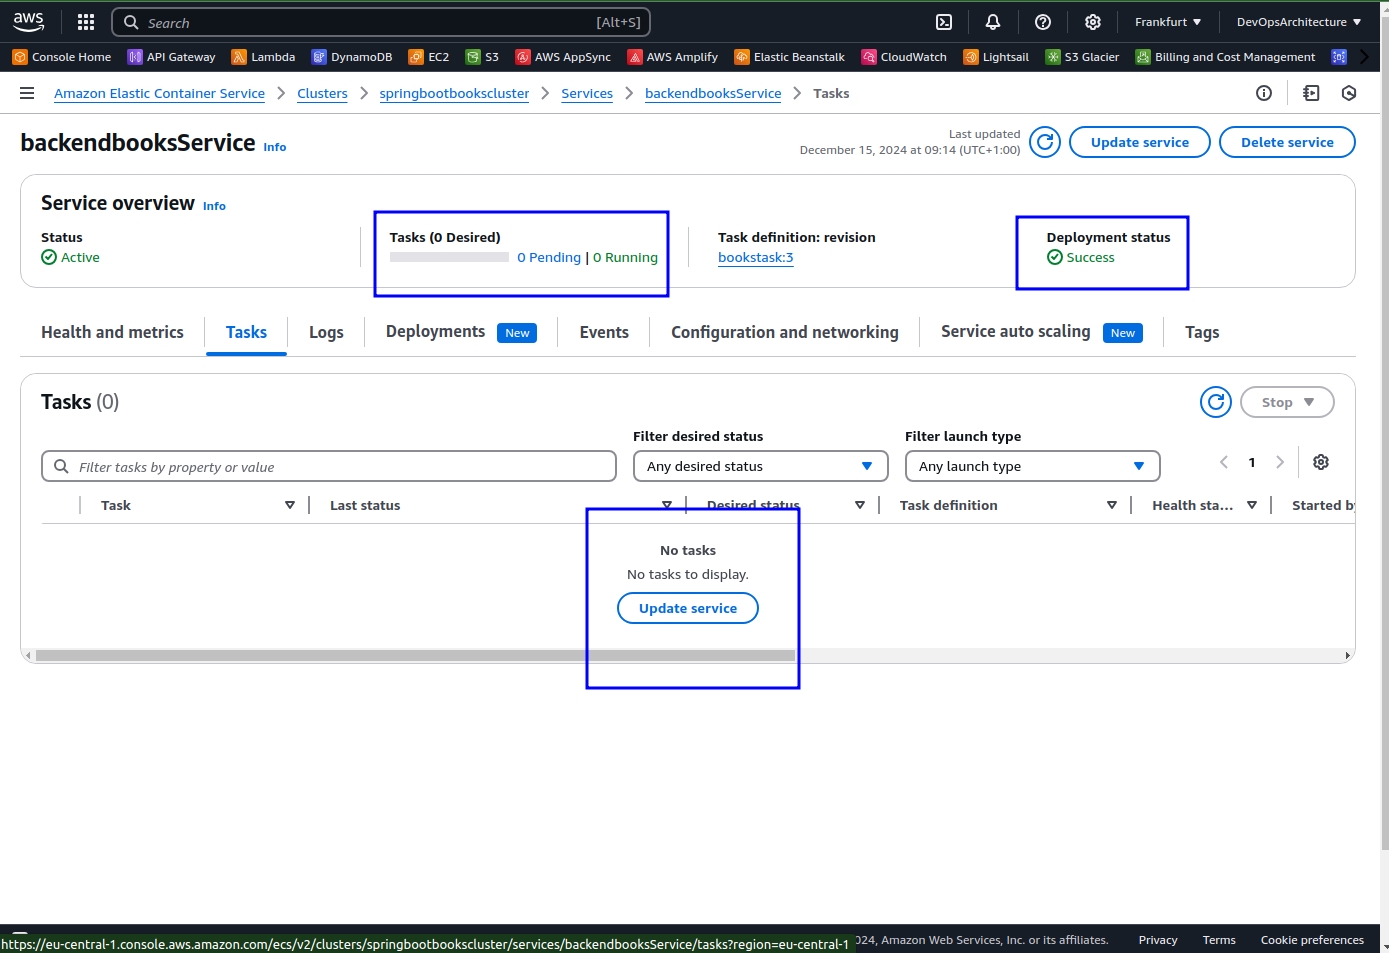 aws Search [Alt+S] Frankfurt DevOpsArchitecture
Console Home API Gateway Lambda DynamoDB EC2 S3 AWS AppSync AWS Amplify Elastic Beanstalk CloudWatch Lightsail S3 Glacier Billing and Cost Management
Amazon Elastic Container Service Clusters springbootbookscluster Services backendbooksService Tasks
backendbooksService Info
Last updated
December 15, 2024 at 09:14 (UTC+1:00)
Update service Delete service
Service overview Info
Status
Active
Tasks (0 Desired)
0 Pending | 0 Running
Task definition: revision
bookstask:3
Deployment status
Success
Health and metrics Tasks Logs Deployments New Events Configuration and networking Service auto scaling New Tags
Tasks (0)
Stop
Filter desired status Filter launch type
Filter tasks by property or value Any desired status Any launch type 1
Task Last status Desired status Task definition Health sta... Started by
No tasks
No tasks to display.
Update service
https://eu-central-1.console.aws.amazon.com/ecs/v2/clusters/springbootbookscluster/services/backendbooksService/tasks?region=eu-central-1
024, Amazon Web Services, Inc. or its affiliates. Privacy Terms Cookie preferences